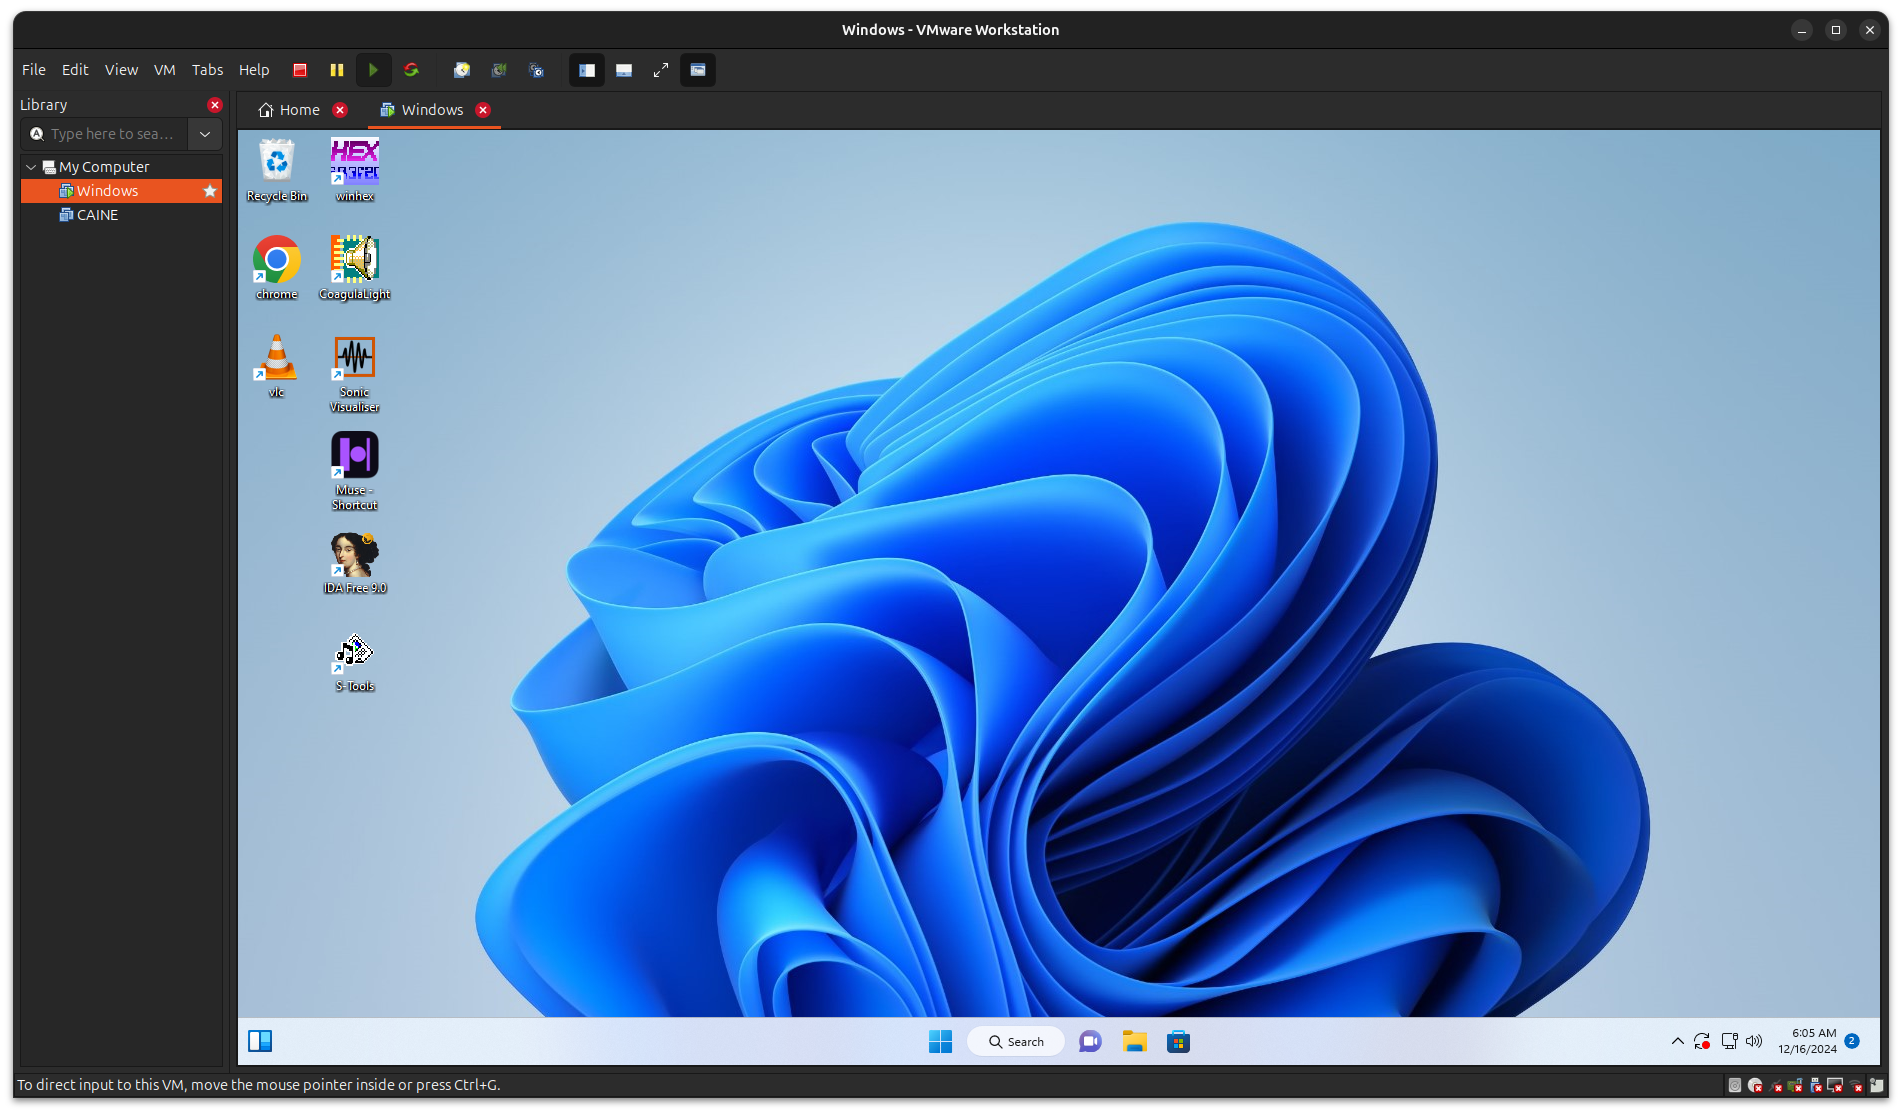 Windows - VMware Workstation
File Edit View VM Tabs Help
Library
Home
Windows
Type here to sea...
My Computer
Windows
CAINE
Recycle Bin
HEX
winhex
chrome
CoagulaLight
vlc
Sonic
Visualiser
Muse -
Shortcut
IDA Free 9.0
S-Tools
Search
6:05 AM
12/16/2024
2
To direct input to this VM, move the mouse pointer inside or press Ctrl+G.